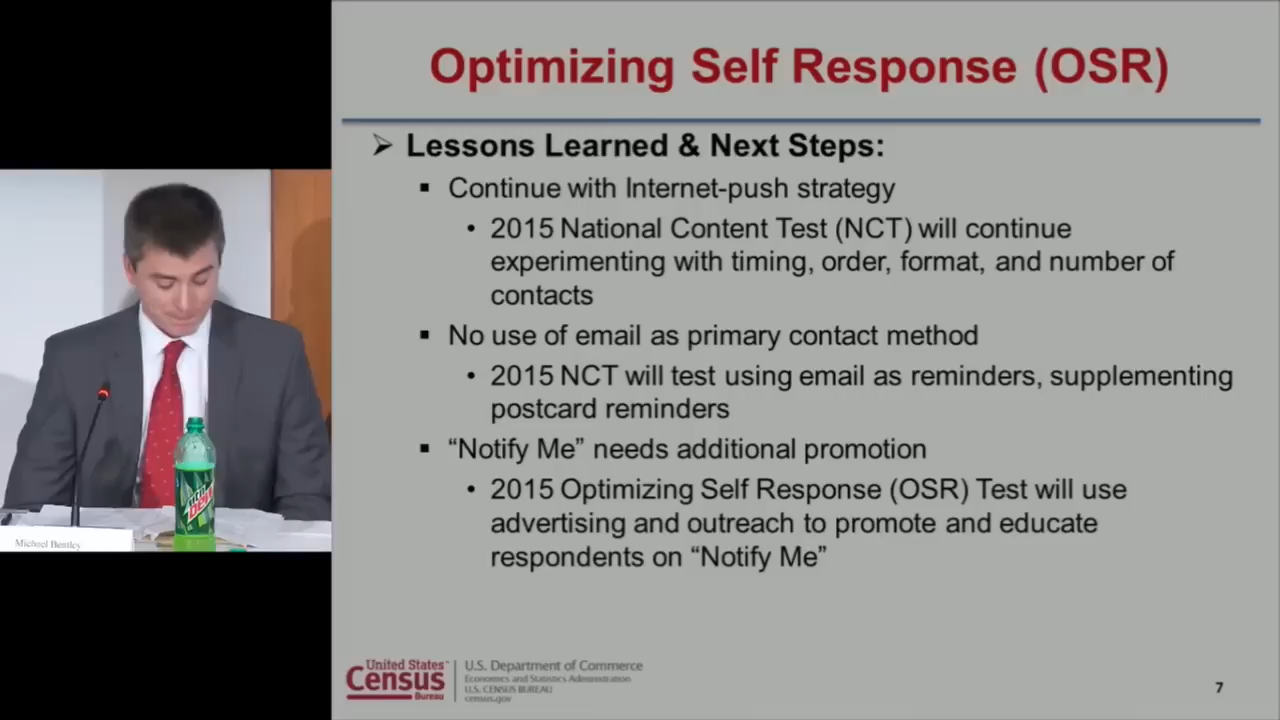 Optimizing Self Response (OSR)
➢ Lessons Learned & Next Steps:
▪ Continue with Internet-push strategy
• 2015 National Content Test (NCT) will continue
experimenting with timing, order, format, and number of
contacts
▪ No use of email as primary contact method
• 2015 NCT will test using email as reminders, supplementing
postcard reminders
▪ “Notify Me” needs additional promotion
• 2015 Optimizing Self Response (OSR) Test will use
advertising and outreach to promote and educate
respondents on “Notify Me”
Mtn
DEW
Michael Bentley
United States™
Census
Bureau
U.S. Department of Commerce
Economics and Statistics Administration
U.S. CENSUS BUREAU
census.gov
7